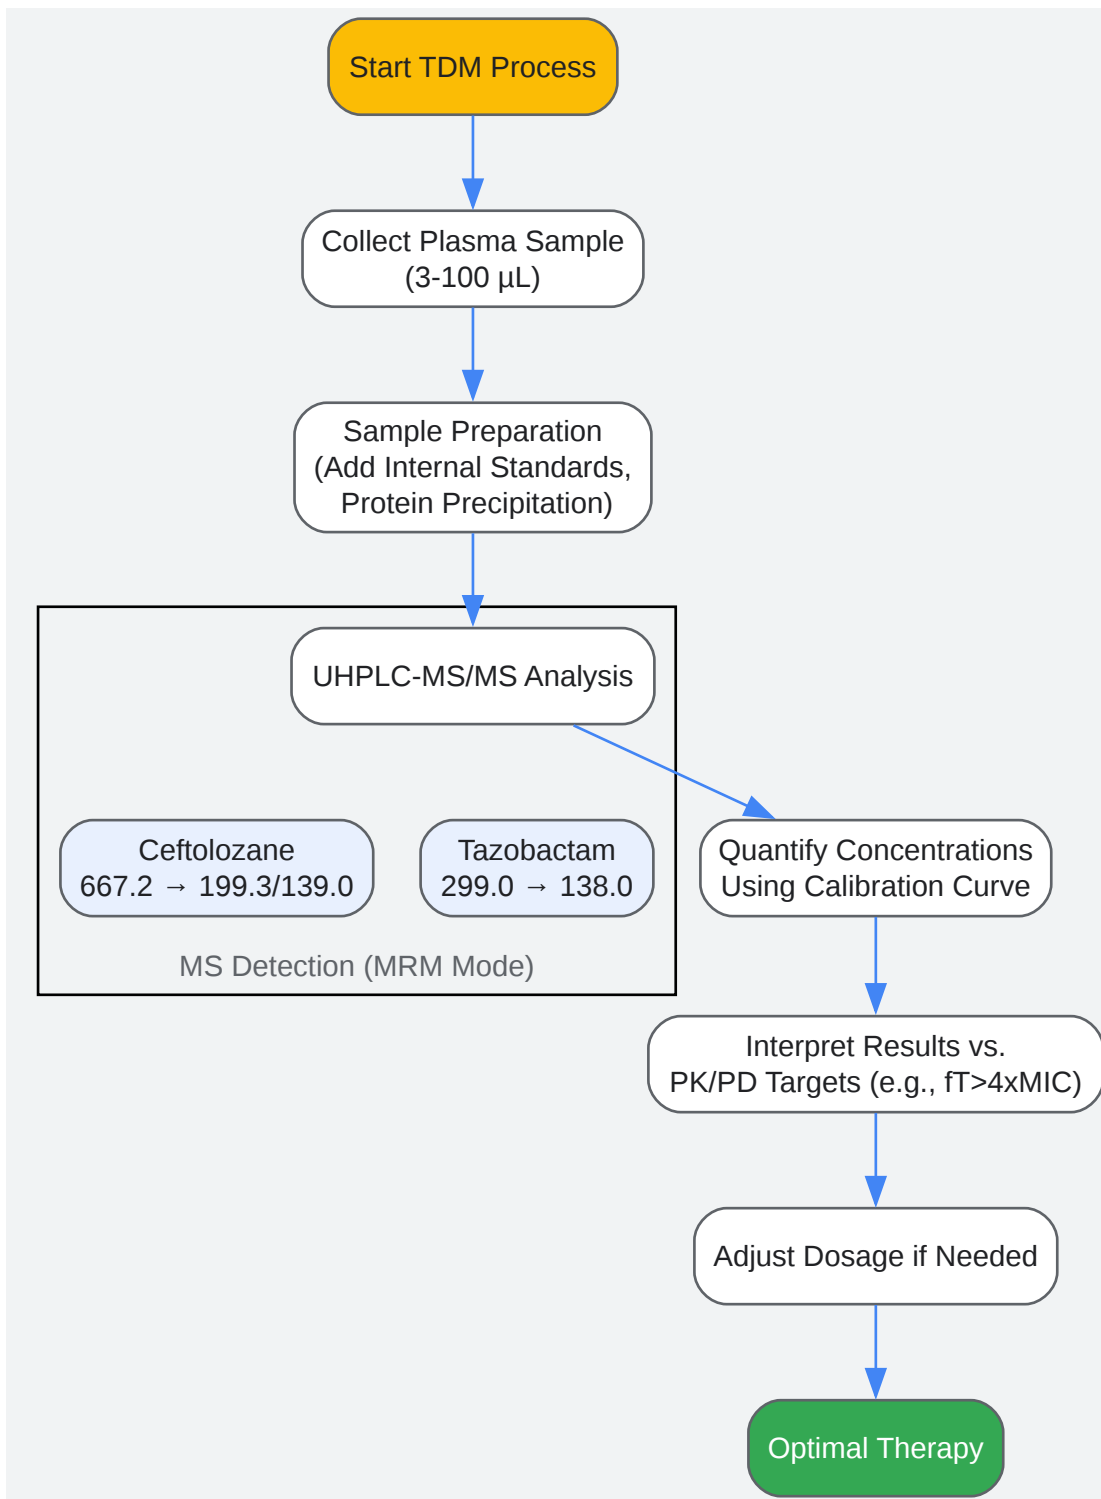 Start TDM Process
Collect Plasma Sample
(3-100 µL)
Sample Preparation
(Add Internal Standards,
Protein Precipitation)
UHPLC-MS/MS Analysis
Ceftolozane
667.2 → 199.3/139.0
Tazobactam
299.0 → 138.0
MS Detection (MRM Mode)
Quantify Concentrations
Using Calibration Curve
Interpret Results vs.
PK/PD Targets (e.g., fT>4xMIC)
Adjust Dosage if Needed
Optimal Therapy